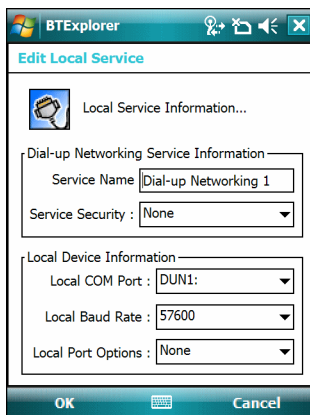 BTExplorer
Edit Local Service
Local Service Information...
Dial-up Networking Service Information
Service Name Dial-up Networking 1
Service Security : None
Local Device Information
Local COM Port : DUN1:
Local Baud Rate : 57600
Local Port Options : None
OK Cancel